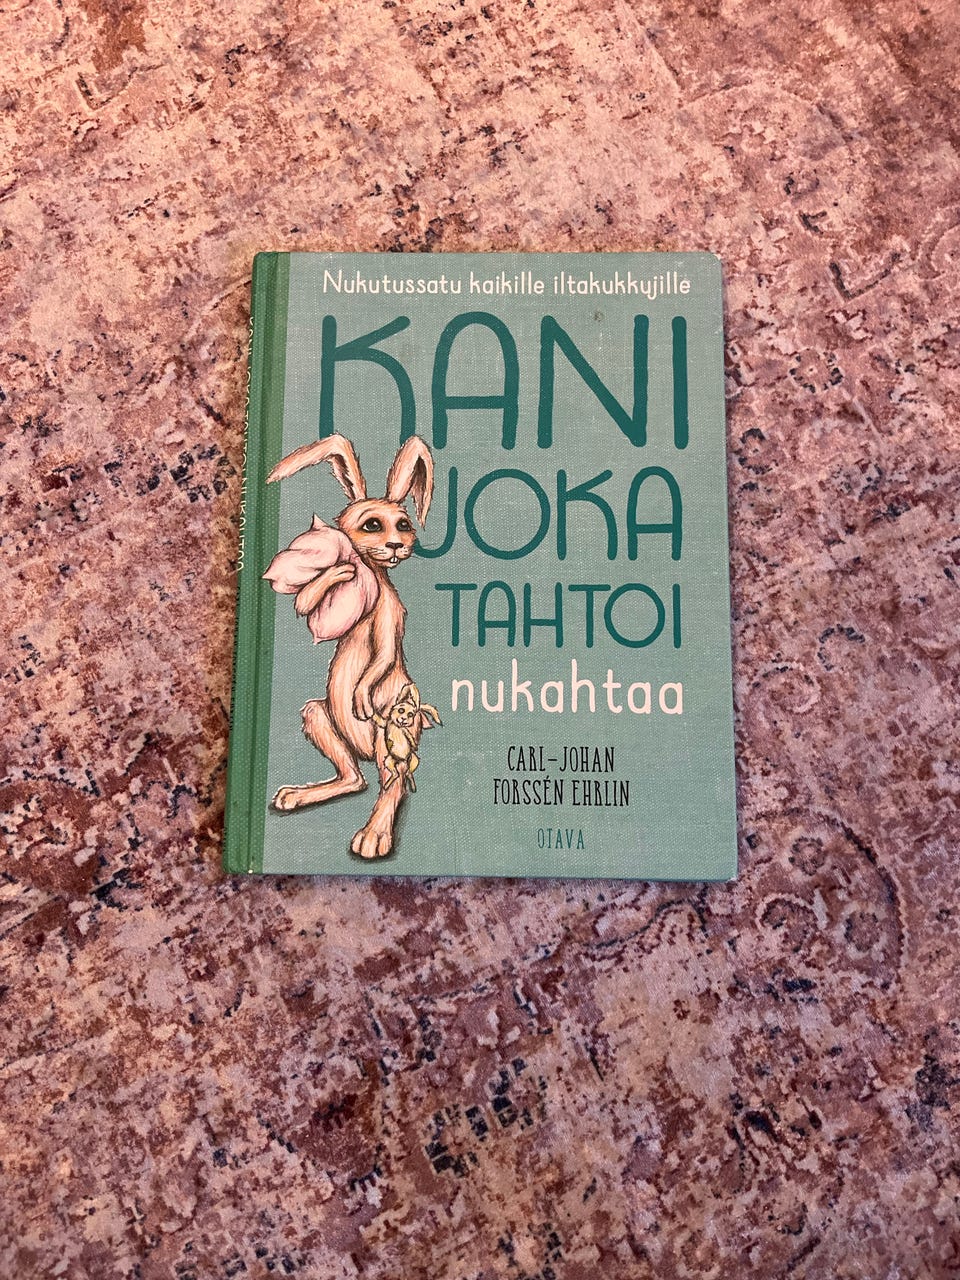 Nukutussatu kaikille iltakukkujille
KANI
JOKA
TAHTOI
nukahtaa
CARL-JOHAN
FORSSÉN EHRLIN
OTAVA